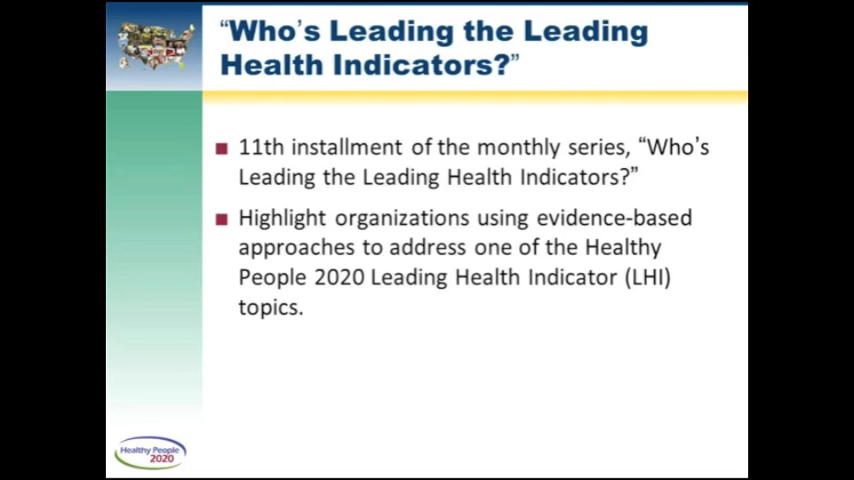 “Who’s Leading the Leading
Health Indicators?”
■ 11th installment of the monthly series, “Who’s
Leading the Leading Health Indicators?”
■ Highlight organizations using evidence-based
approaches to address one of the Healthy
People 2020 Leading Health Indicator (LHI)
topics.
Healthy People
2020